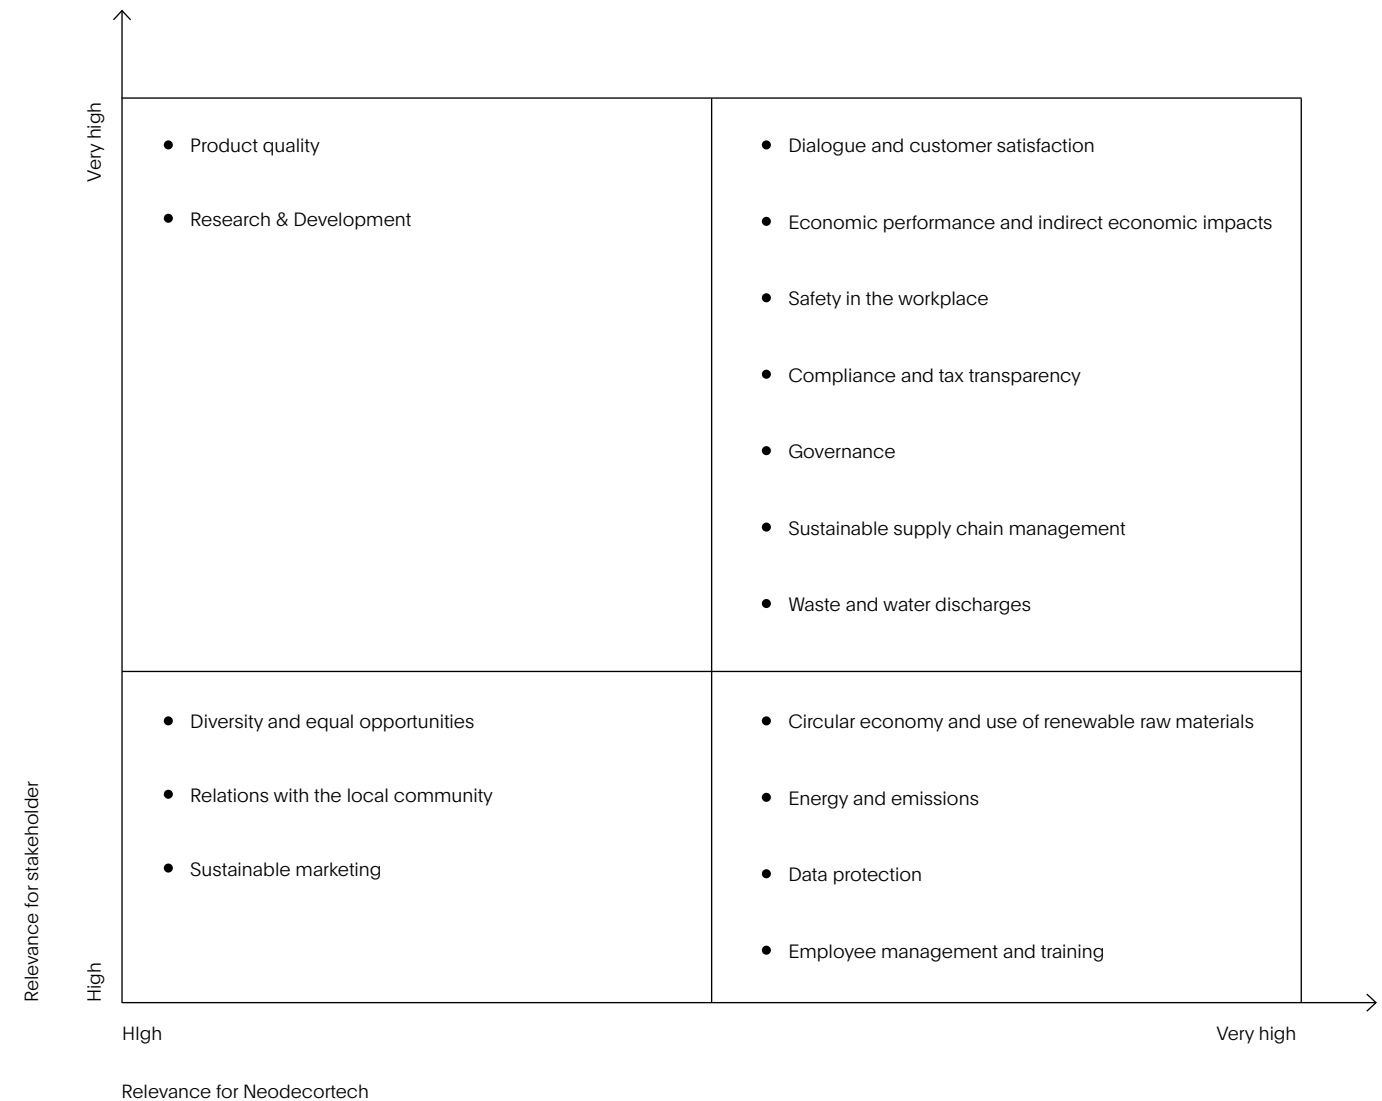 Very high
Product quality
Research & Development
Dialogue and customer satisfaction
Economic performance and indirect economic impacts
Safety in the workplace
Compliance and tax transparency
Governance
Sustainable supply chain management
Waste and water discharges
Diversity and equal opportunities
Relations with the local community
Sustainable marketing
Circular economy and use of renewable raw materials
Energy and emissions
Data protection
Employee management and training
Relevance for stakeholder
High
HIgh
Very high
Relevance for Neodecortech